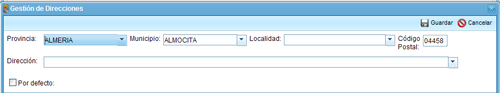 Gestión de Direcciones
Guardar Cancelar
Provincia: ALMERIA Municipio: ALMOCITA Localidad: Código Postal: 04458
Dirección:
Por defecto: